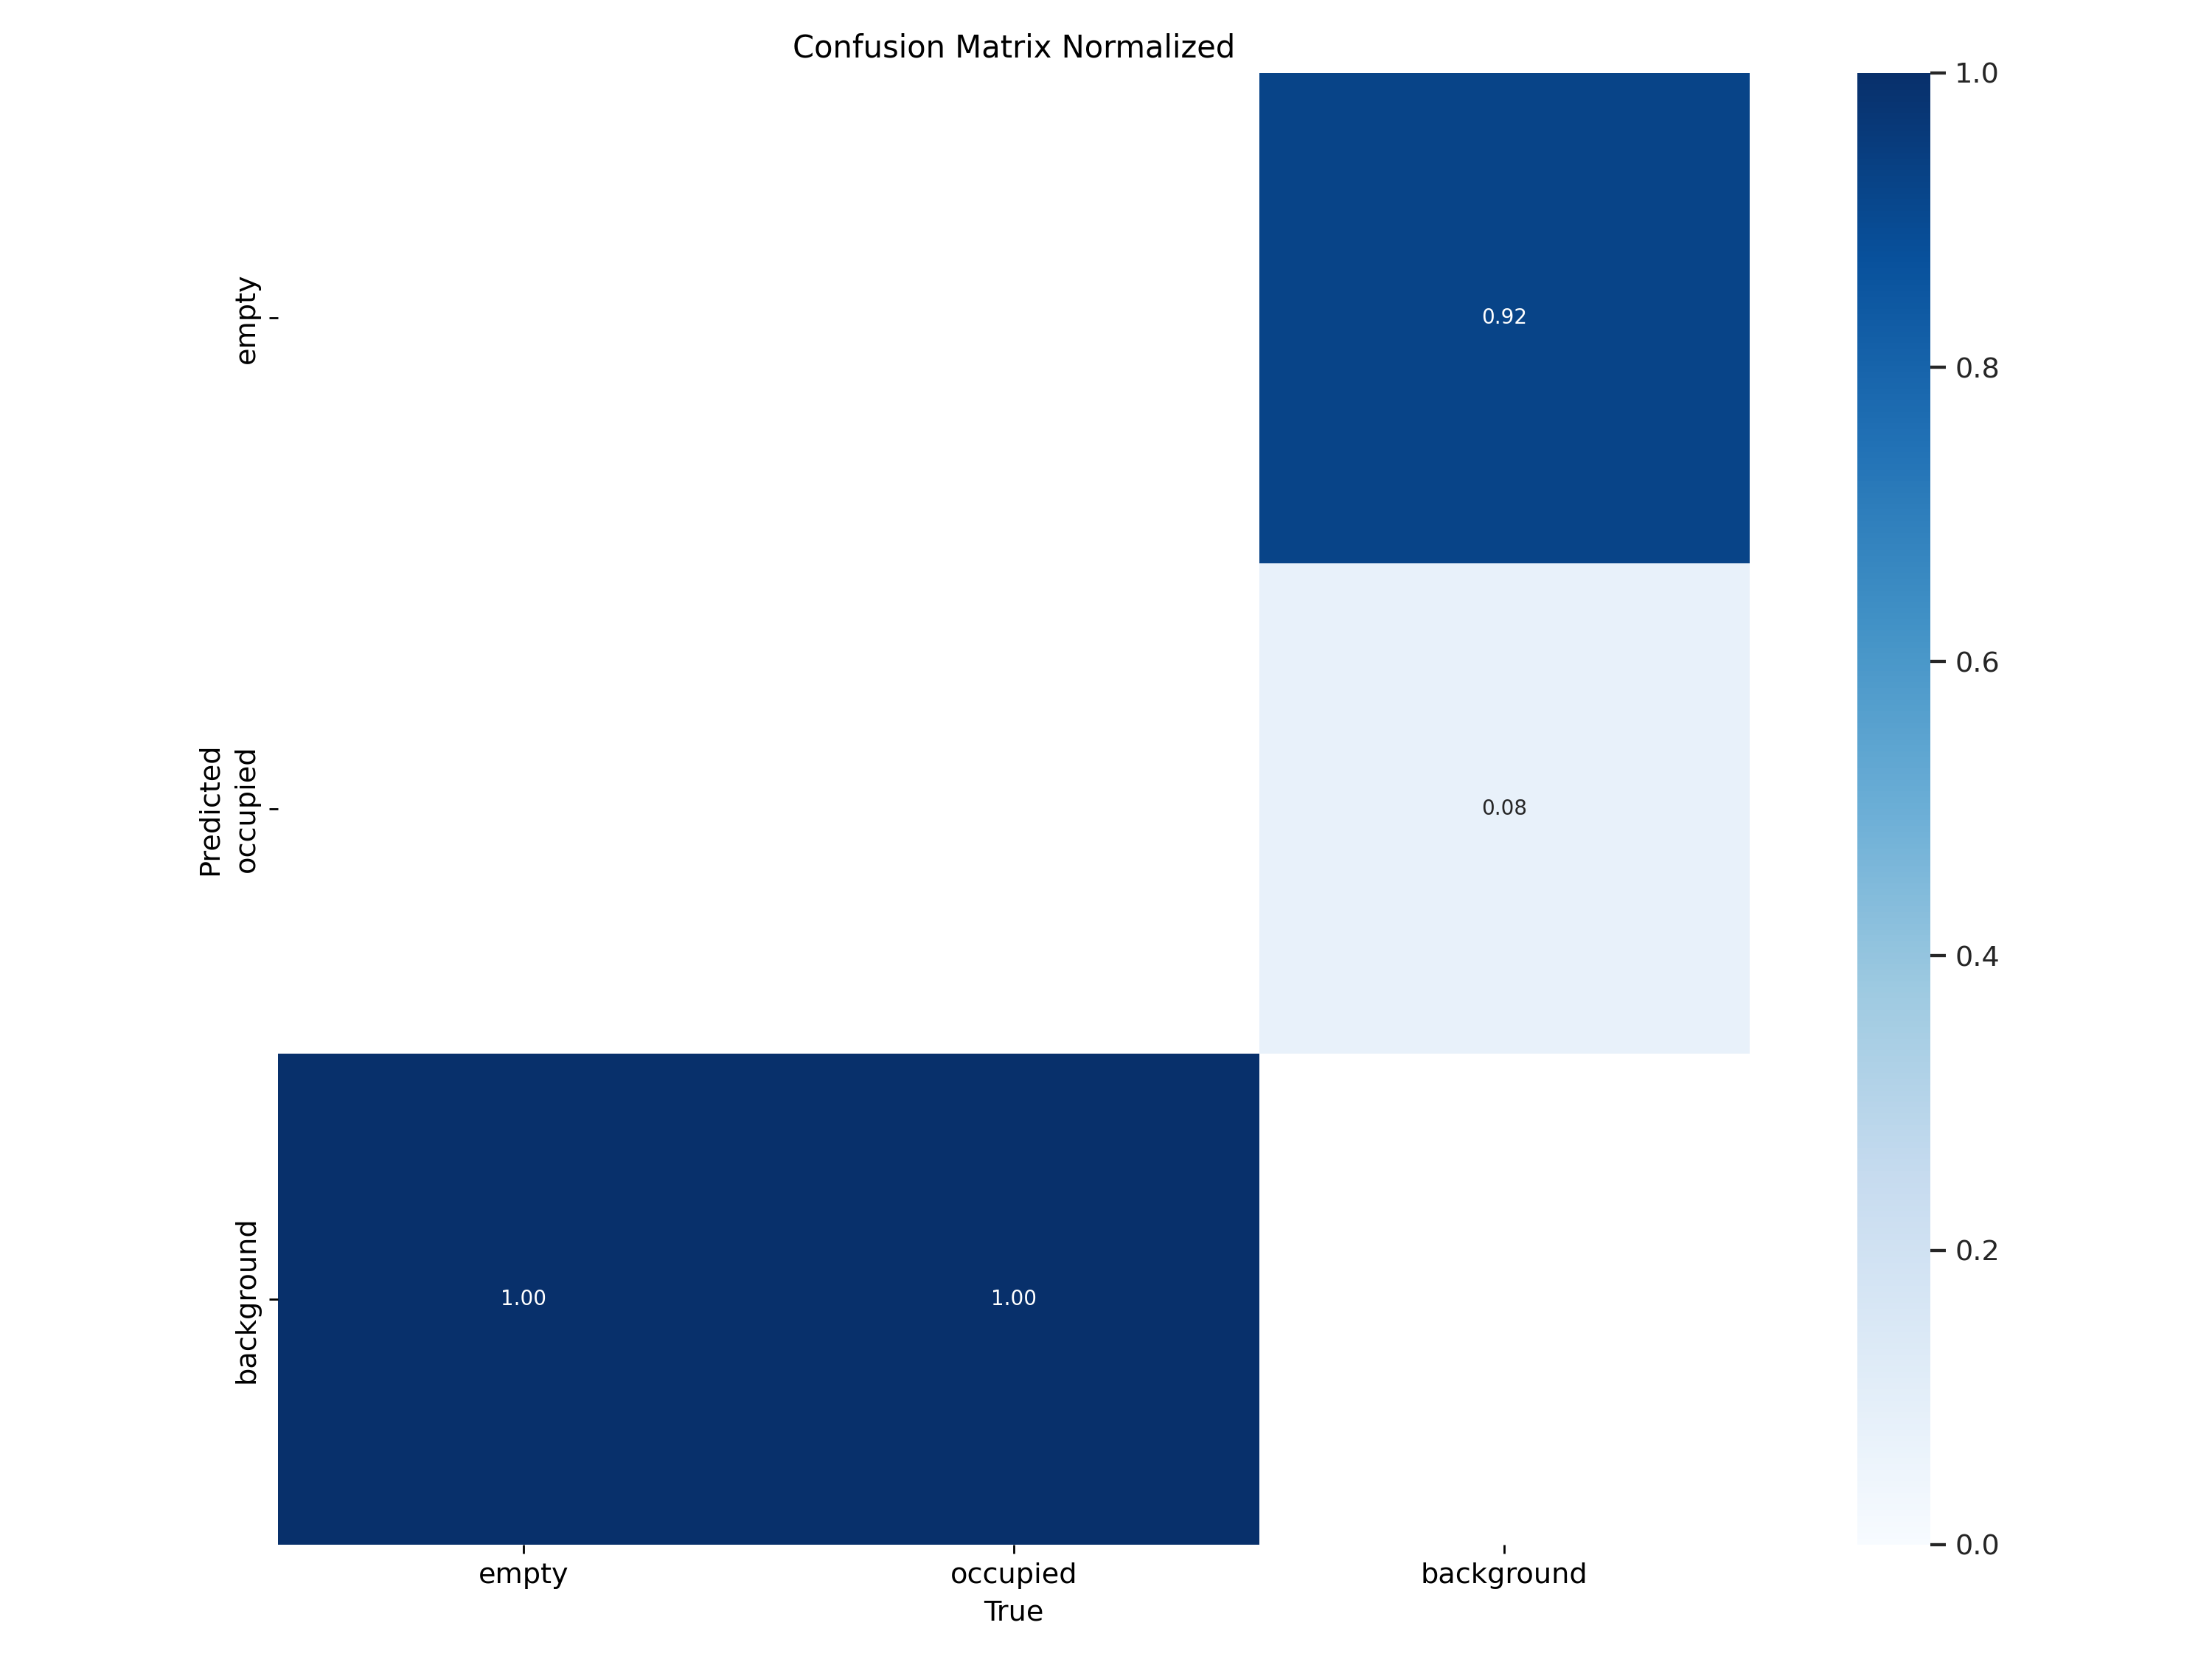 Confusion Matrix Normalized
1.0
empty
0.92
0.8
0.6
Predicted
occupied
0.08
0.4
0.2
background
1.00
1.00
0.0
empty
occupied
background
True